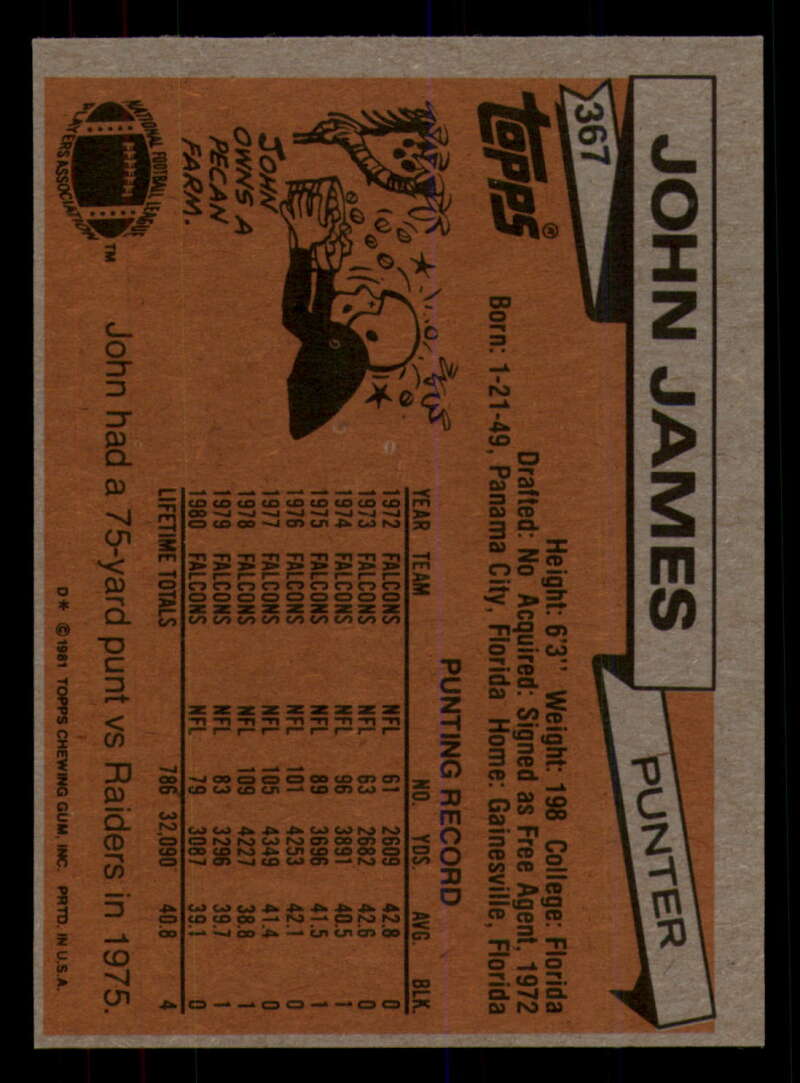 367
JOHN JAMES
PUNTER
TOPPS®
Height: 6'3" Weight: 198 College: Florida
Drafted: No Acquired: Signed as Free Agent, 1972
Born: 1-21-49, Panama City, Florida Home: Gainesville, Florida
PUNTING RECORD
YEAR TEAM NO. YDS. AVG. BLK.
1972 FALCONS NFL 61 2609 42.8 0
1973 FALCONS NFL 63 2682 42.6 0
1974 FALCONS NFL 96 3891 40.5 1
1975 FALCONS NFL 89 3696 41.5 1
1976 FALCONS NFL 101 4253 42.1 0
1977 FALCONS NFL 105 4349 41.4 0
1978 FALCONS NFL 109 4227 38.8 1
1979 FALCONS NFL 83 3296 39.7 1
1980 FALCONS NFL 79 3087 39.1 0
LIFETIME TOTALS 786 32,090 40.8 4
JOHN
OWNS A
PECAN
FARM.
NATIONAL FOOTBALL LEAGUE
PLAYERS ASSOCIATION
TM
John had a 75-yard punt vs Raiders in 1975.
D* © 1981 TOPPS CHEWING GUM, INC. PRTD. IN U.S.A.